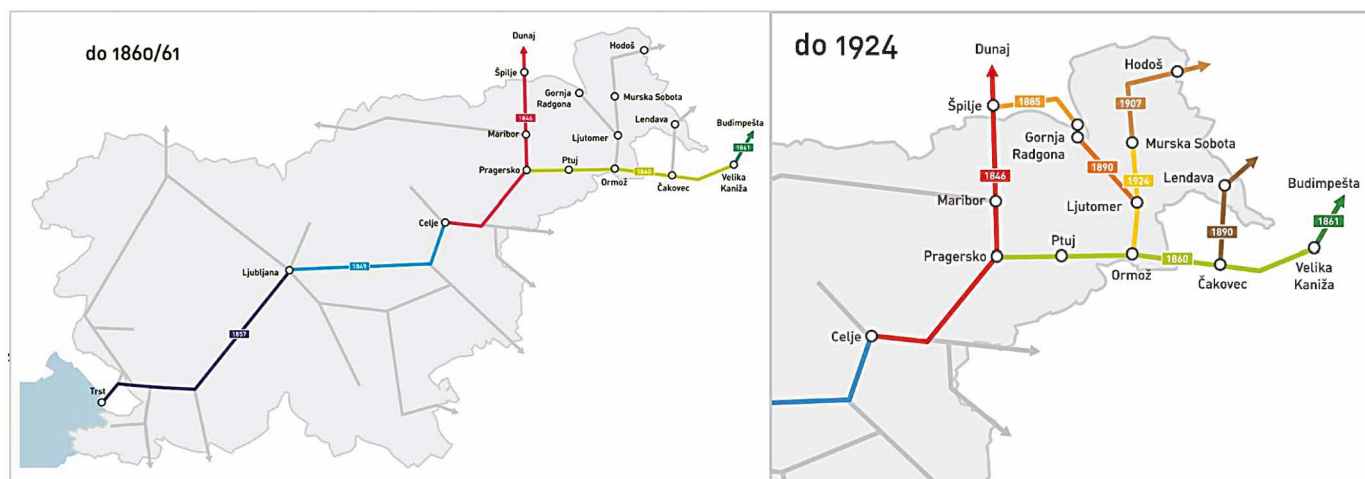 do 1860/61
Dunaj
Špilje
1846
Maribor
Pragersko
Gornja
Radgona
Hodoš
Murska Sobota
Lendava
Ljutomer
Budimpešta
1861
Ptuj
Ormož
1860
Čakovec
Velika
Kaniža
Celje
Ljubljana
1849
1857
Trst
do 1924
Dunaj
Špilje
1885
Gornja
Radgona
1890
Hodoš
1907
Murska Sobota
1924
Lendava
1890
Budimpešta
1861
1846
Maribor
Ljutomer
Pragersko
Ptuj
Ormož
1860
Čakovec
Velika
Kaniža
Celje